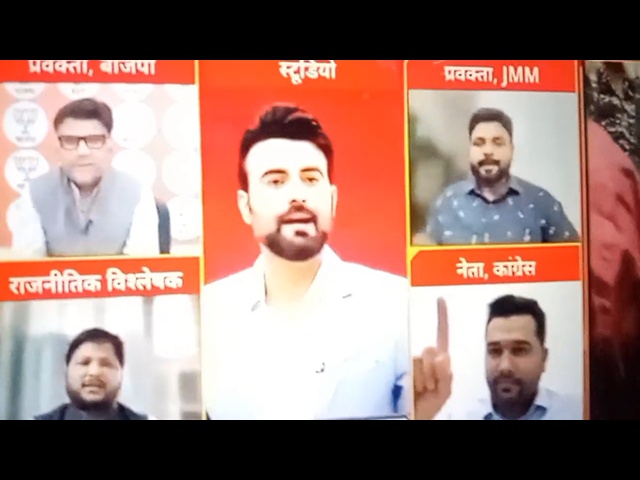 प्रवक्ता, बीजेपी
स्टूडियो
प्रवक्ता, JMM
राजनीतिक विश्लेषक
नेता, कांग्रेस